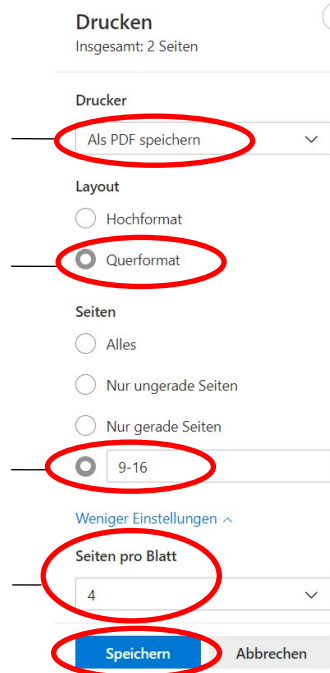 Drucken
Insgesamt: 2 Seiten
Drucker
Als PDF speichern
Layout
Hochformat
Querformat
Seiten
Alles
Nur ungerade Seiten
Nur gerade Seiten
9-16
Weniger Einstellungen
Seiten pro Blatt
4
Speichern Abbrechen